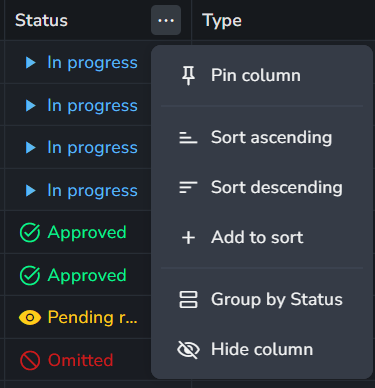 Status
Type
In progress
In progress
In progress
In progress
Approved
Approved
Pending r...
Omitted
Pin column
Sort ascending
Sort descending
Add to sort
Group by Status
Hide column